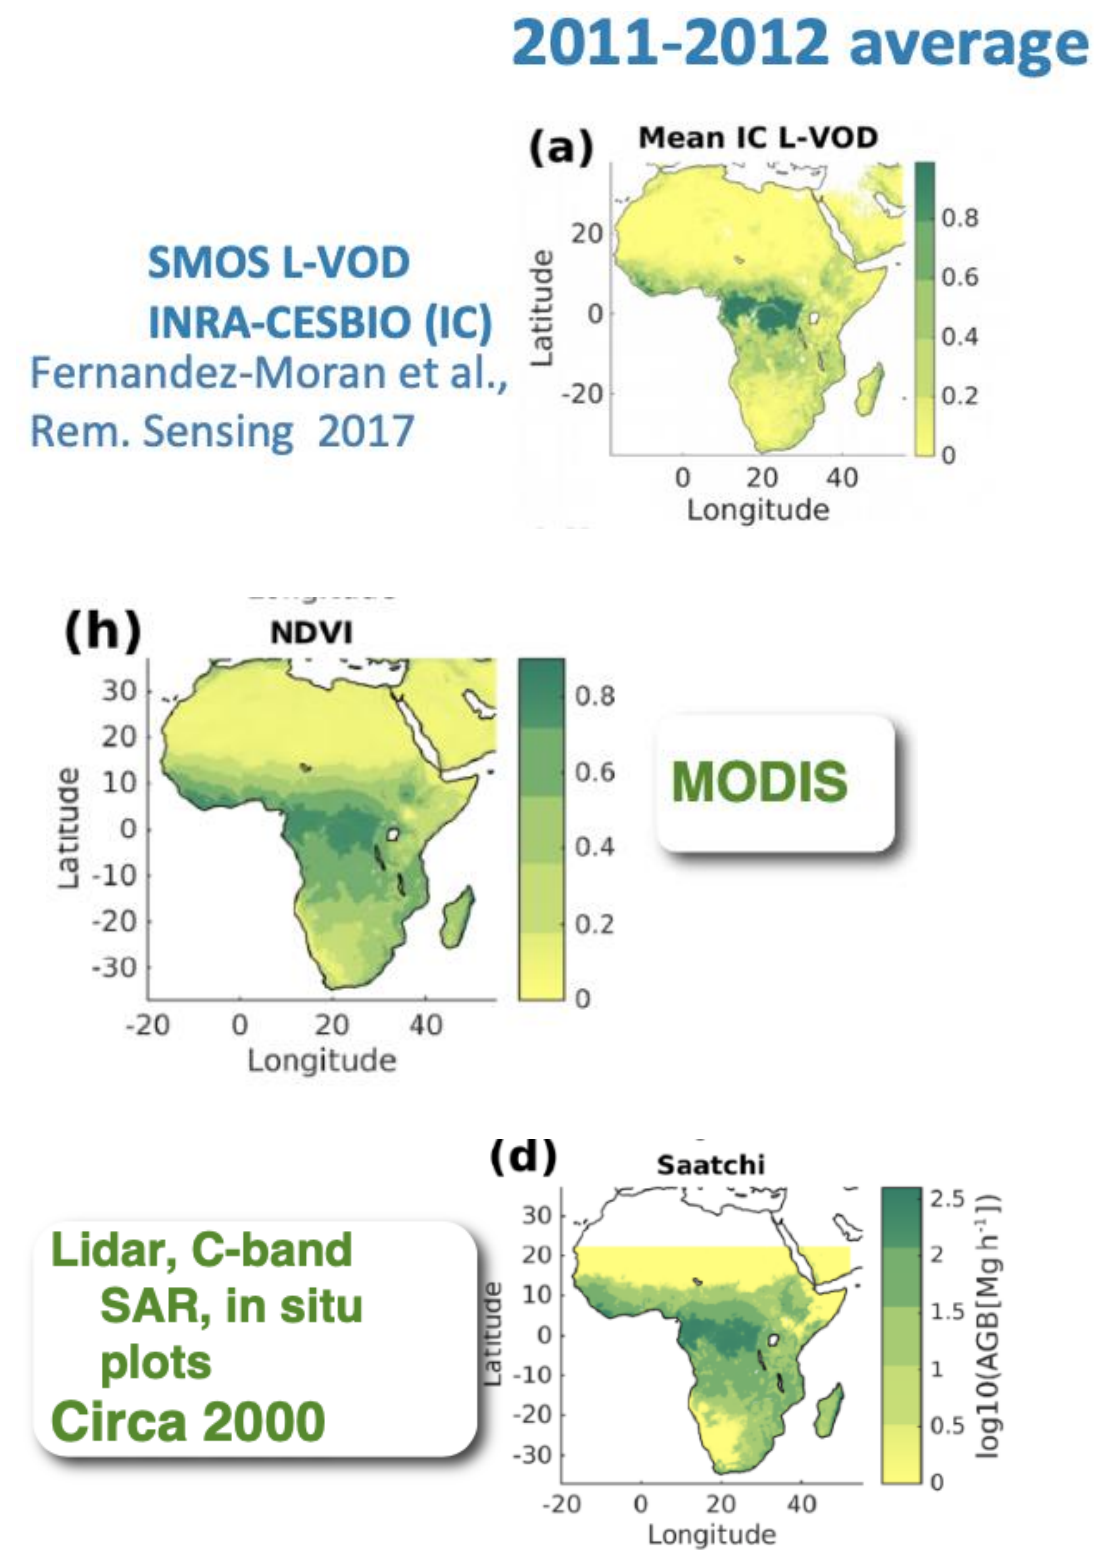 2011-2012 average
(a)
Mean IC L-VOD
SMOS L-VOD
INRA-CESBIO (IC)
Fernandez-Moran et al.,
Rem. Sensing 2017
Latitude
20
0
-20
0 20 40
Longitude
0.8
0.6
0.4
0.2
0
(h)
NDVI
Latitude
30
20
10
0
-10
-20
-30
-20 0 20 40
Longitude
0.8
0.6
0.4
0.2
0
MODIS
(d)
Saatchi
Lidar, C-band
SAR, in situ
plots
Circa 2000
Latitude
30
20
10
0
-10
-20
-30
-20 0 20 40
Longitude
2.5
2
1.5
1
0.5
0
log10(AGB[Mg h⁻¹])